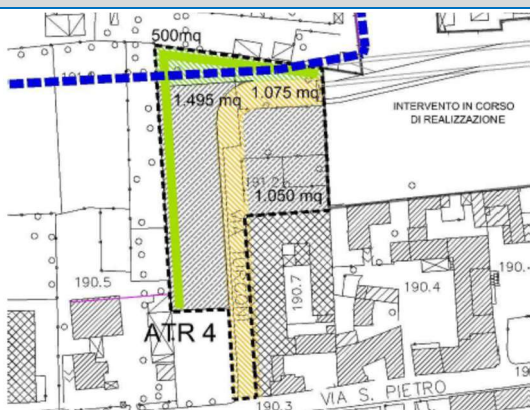 500mq
1.495 mq
1.075 mq
INTERVENTO IN CORSO
DI REALIZZAZIONE
1.050 mq
190.5
190.7
190.4
ATR 4
VIA S. PIETRO
190.3